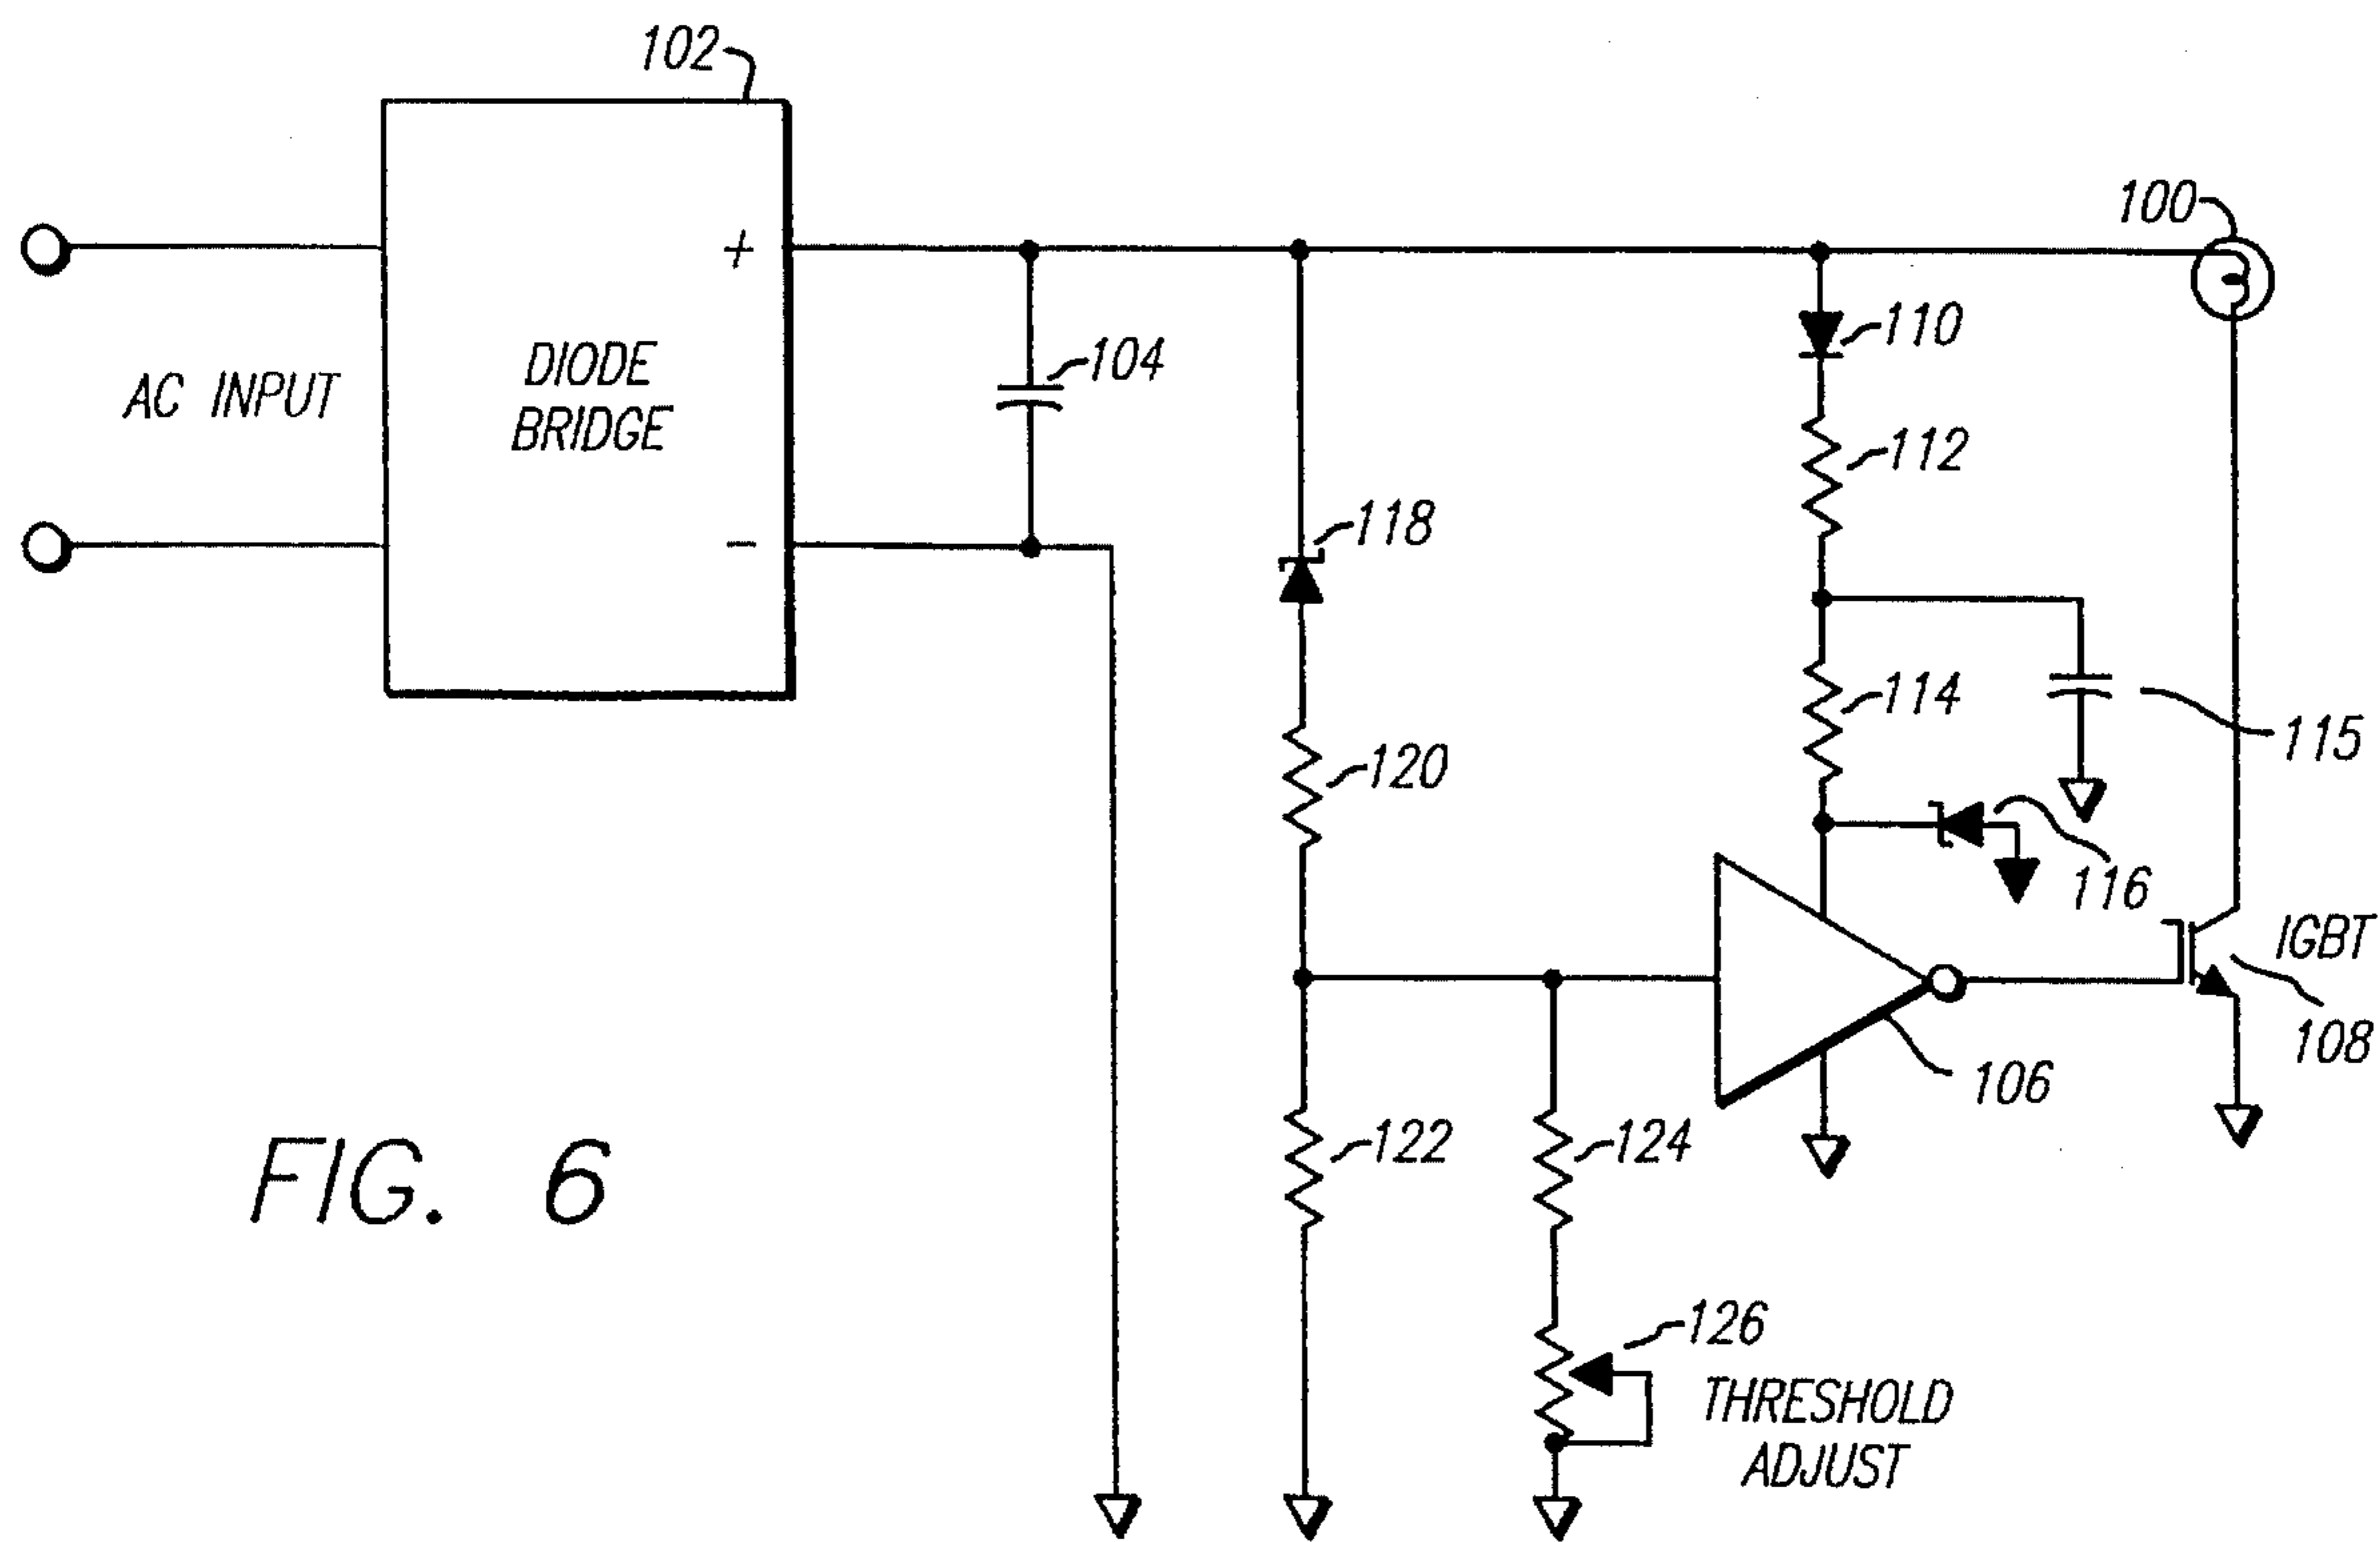 102
100
+
110
104
DIODE
BRIDGE
AC INPUT
112
118
114
115
120
116
IGBT
108
106
122
124
FIG. 6
126
THRESHOLD
ADJUST
−